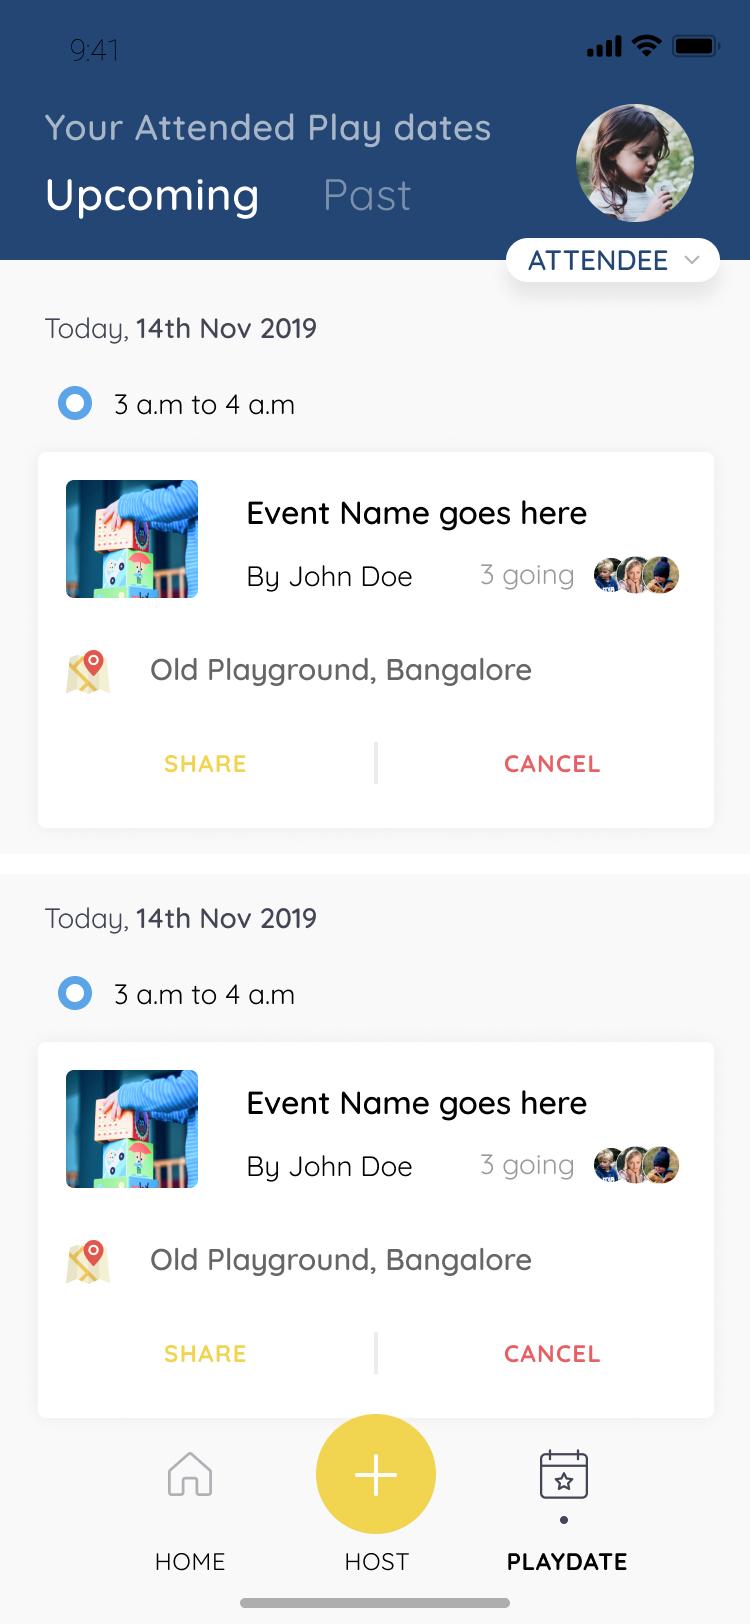 9:41
Your Attended Play dates
Upcoming Past
ATTENDEE
Today, 14th Nov 2019
3 a.m to 4 a.m
Event Name goes here
By John Doe 3 going
Old Playground, Bangalore
SHARE CANCEL
Today, 14th Nov 2019
3 a.m to 4 a.m
Event Name goes here
By John Doe 3 going
Old Playground, Bangalore
SHARE CANCEL
HOME HOST PLAYDATE